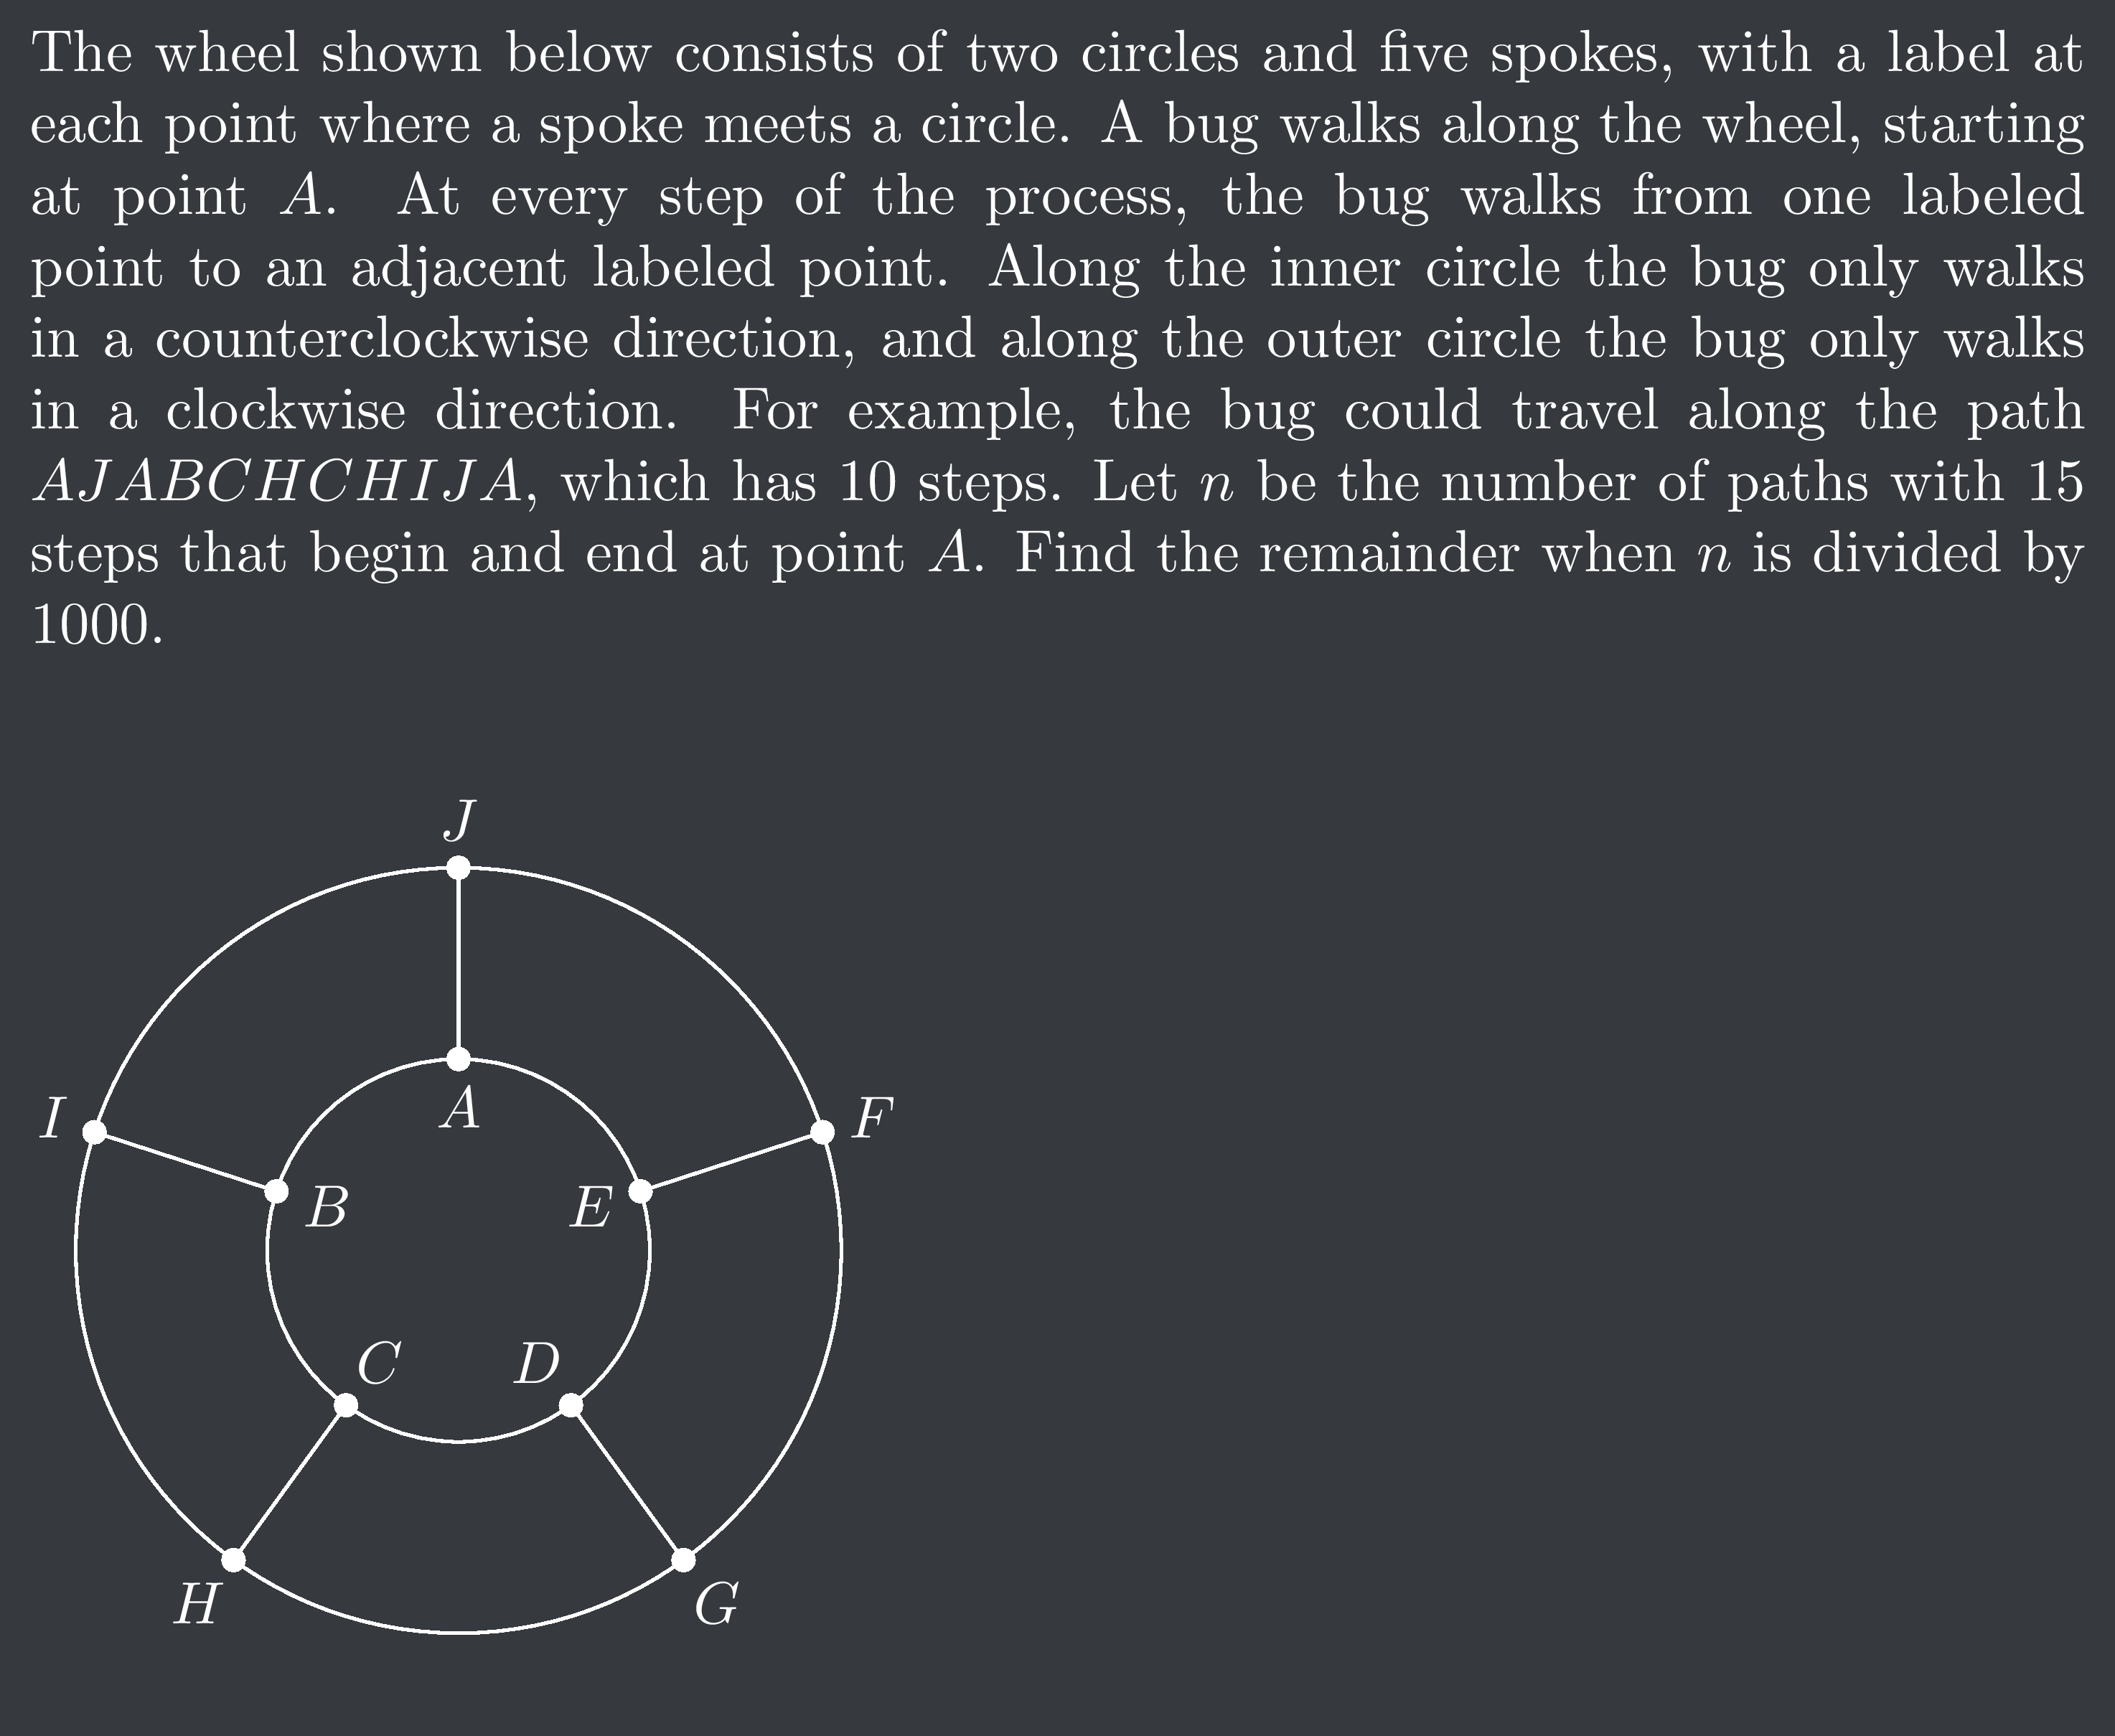 The wheel shown below consists of two circles and five spokes, with a label at
each point where a spoke meets a circle. A bug walks along the wheel, starting
at point A. At every step of the process, the bug walks from one labeled
point to an adjacent labeled point. Along the inner circle the bug only walks
in a counterclockwise direction, and along the outer circle the bug only walks
in a clockwise direction. For example, the bug could travel along the path
AJABCHCHIJA, which has 10 steps. Let n be the number of paths with 15
steps that begin and end at point A. Find the remainder when n is divided by
1000.
J
I
A
F
B
E
C
D
H
G